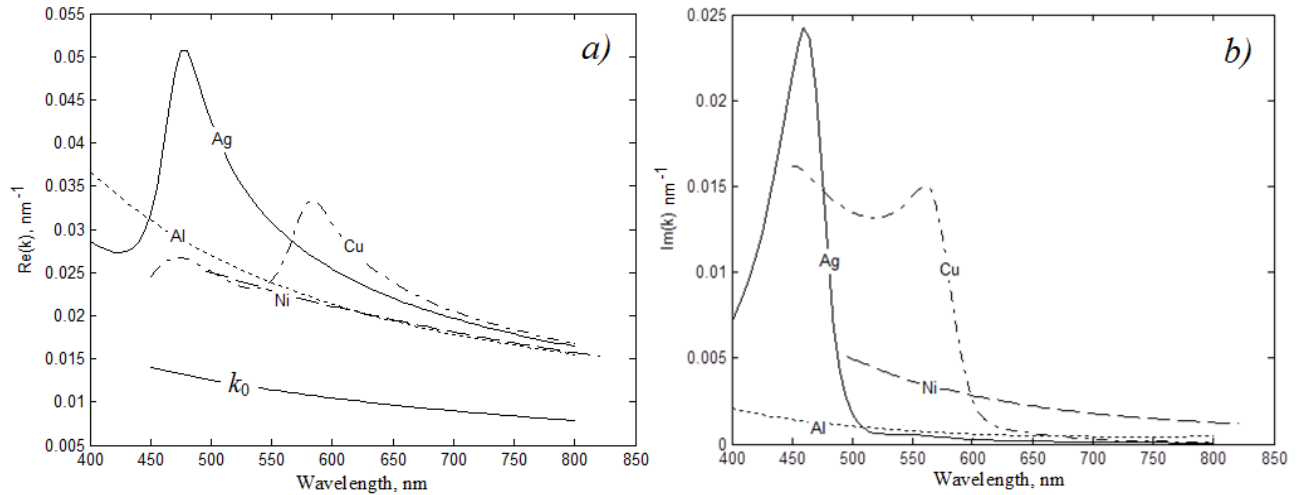 a)
0.055
0.05
0.045
0.04
0.035
0.03
0.025
0.02
0.015
0.01
0.005
Re(k), nm-1
Ag
Al
Cu
Ni
k0
400 450 500 550 600 650 700 750 800 850
Wavelength, nm
b)
0.025
0.02
0.015
0.01
0.005
0
Im(k) nm-1
Ag
Cu
Ni
Al
400 450 500 550 600 650 700 750 800 850
Wavelength, nm